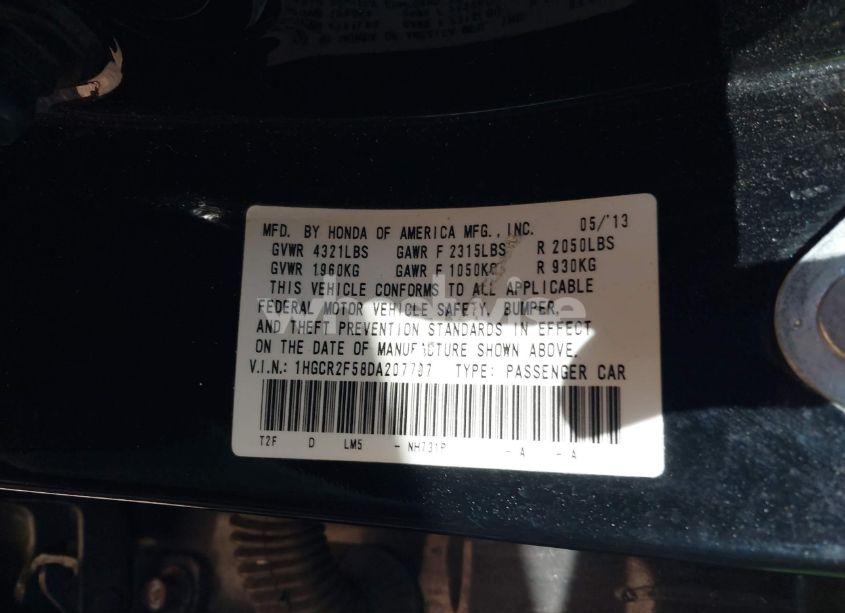 MFD. BY HONDA OF AMERICA MFG., INC. 05/'13
GVWR 4321LBS GAWR F 2315LBS R 2050LBS
GVWR 1960KG GAWR F 1050KG R 930KG
THIS VEHICLE CONFORMS TO ALL APPLICABLE
FEDERAL MOTOR VEHICLE SAFETY, BUMPER,
AND THEFT PREVENTION STANDARDS IN EFFECT
ON THE DATE OF MANUFACTURE SHOWN ABOVE.
V.I.N.: 1HGCR2F58DA207707 TYPE: PASSENGER CAR
T2F D LM5 - NH731P - A - A